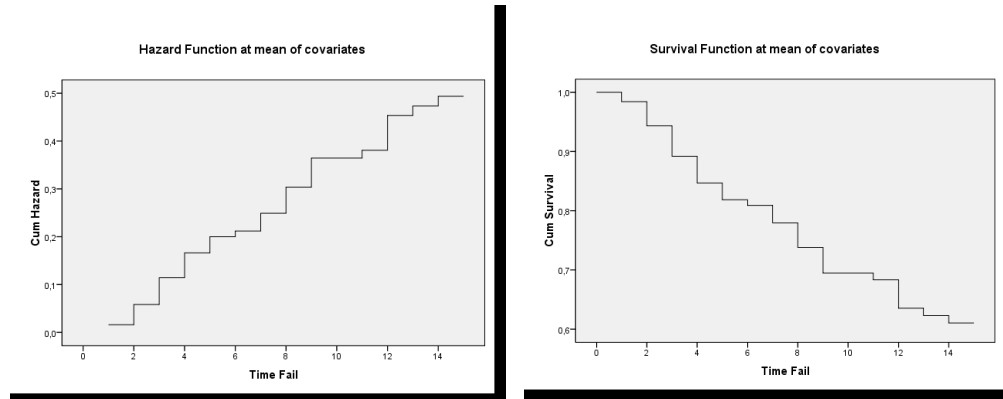 Hazard Function at mean of covariates
Cum Hazard
0,5
0,4
0,3
0,2
0,1
0,0
0 2 4 6 8 10 12 14
Time Fail
Survival Function at mean of covariates
Cum Survival
1,0
0,9
0,8
0,7
0,6
0 2 4 6 8 10 12 14
Time Fail